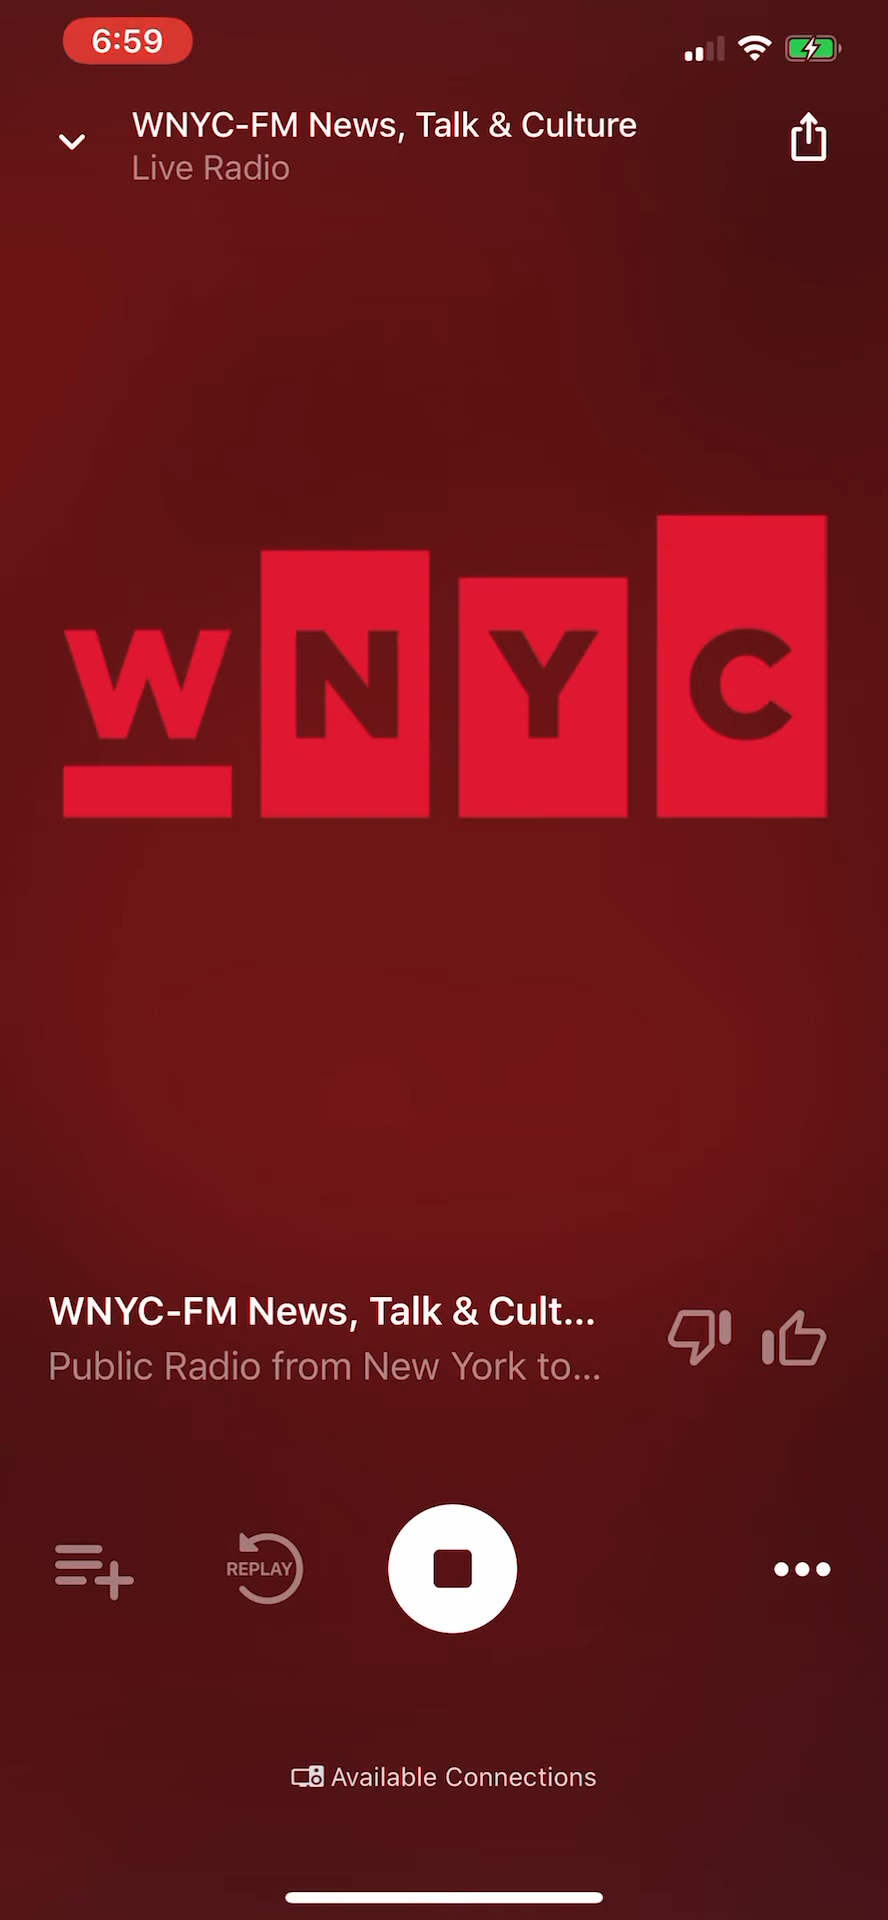 6:59
WNYC-FM News, Talk & Culture
Live Radio
WNYC
WNYC-FM News, Talk & Cult...
Public Radio from New York to...
REPLAY
Available Connections